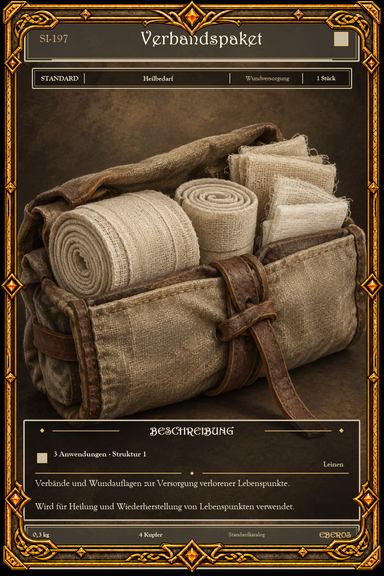 SI-197
Verbandspaket
STANDARD
Heilbedarf
Wundversorgung
1 Stück
BESCHREIBUNG
3 Anwendungen · Struktur 1
Leinen
Verbände und Wundauflagen zur Versorgung verlorener Lebenspunkte.
Wird für Heilung und Wiederherstellung von Lebenspunkten verwendet.
0,3 kg
4 Kupfer
Standardkatalog
EBEROS